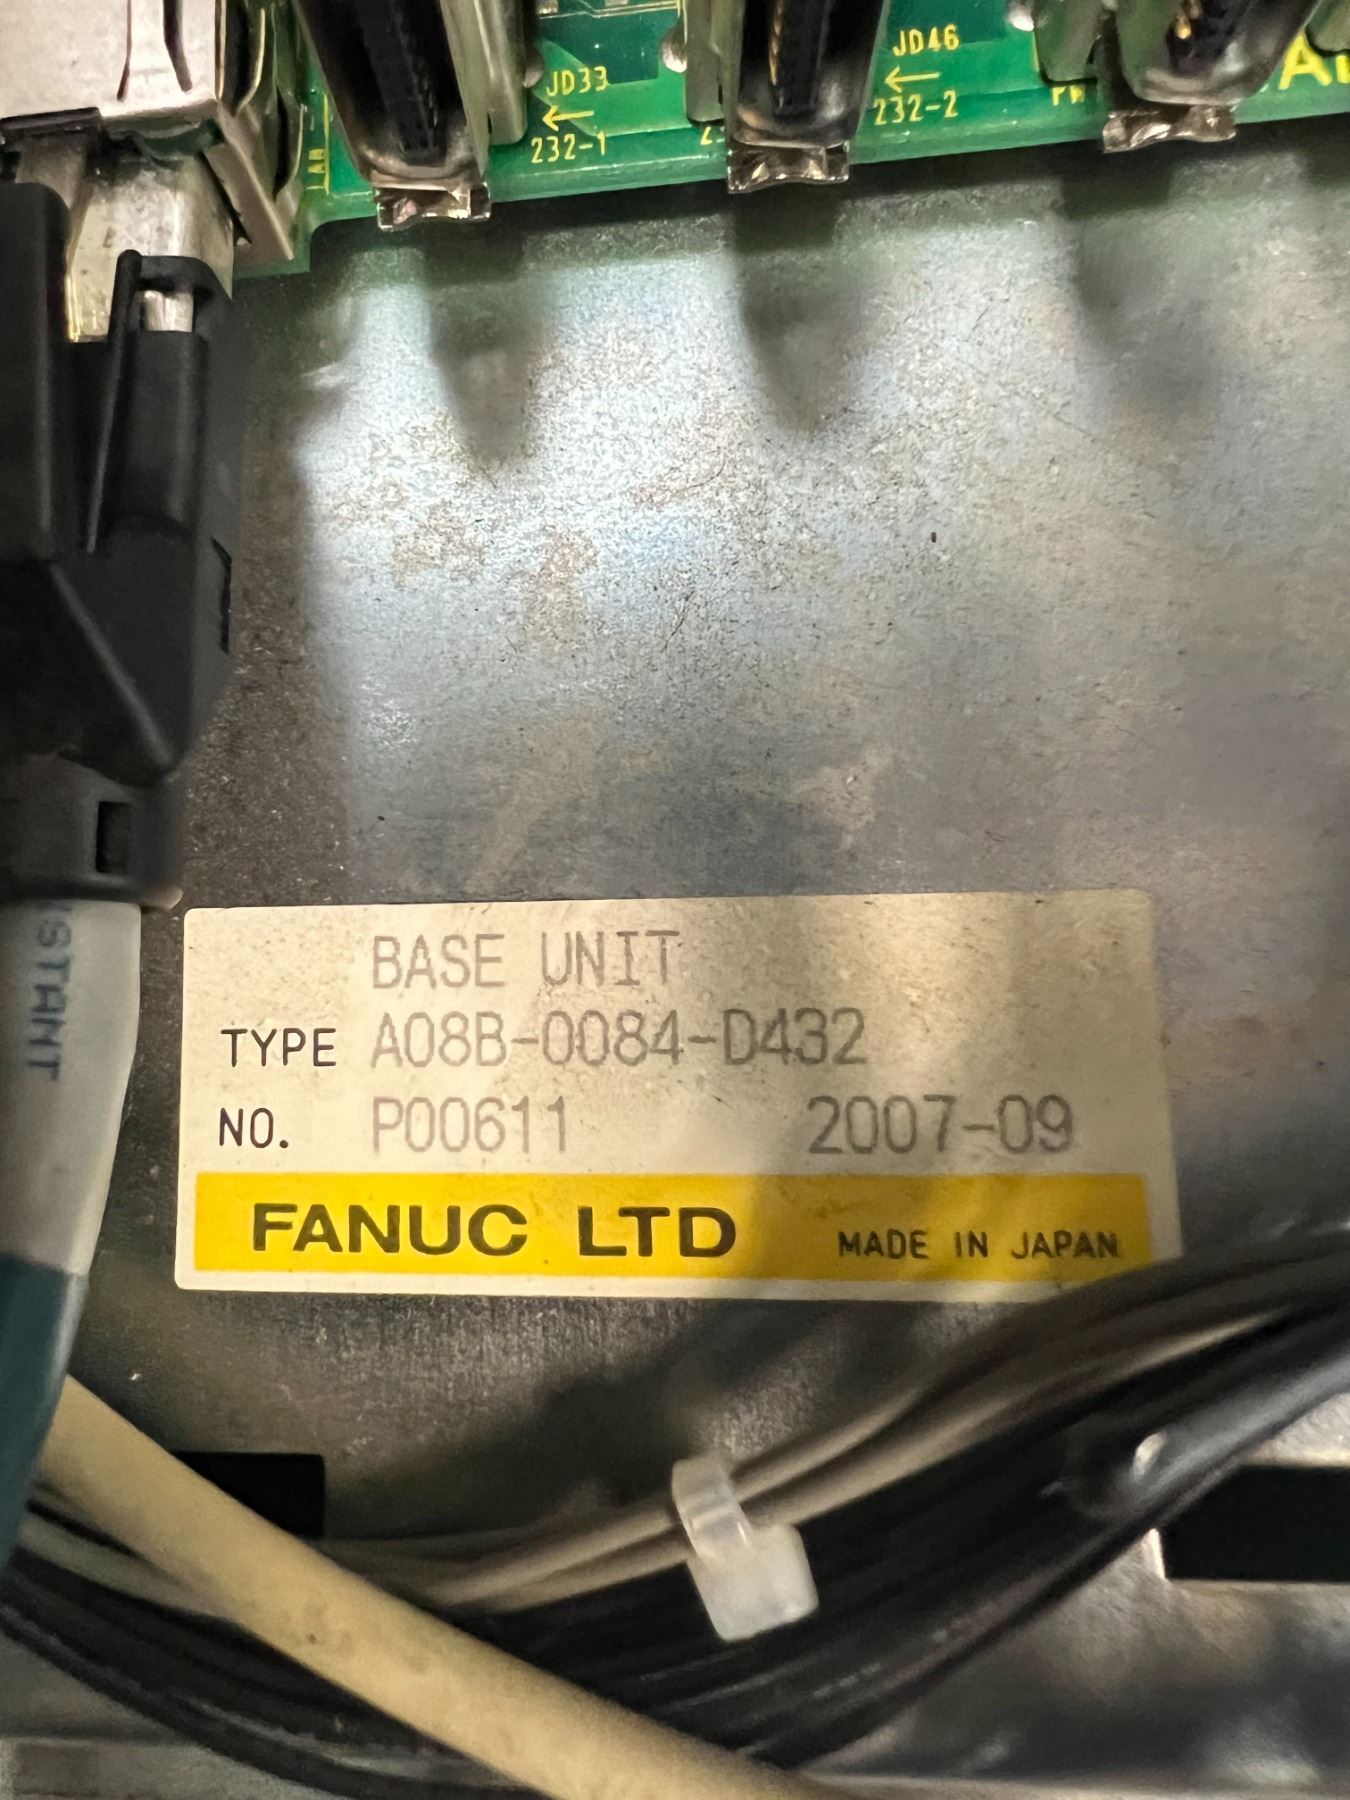 JD33
JD46
←
←
232-1
232-2
LAN
BASE UNIT
TYPE A08B-0084-D432
NO. P00611 2007-09
FANUC LTD MADE IN JAPAN